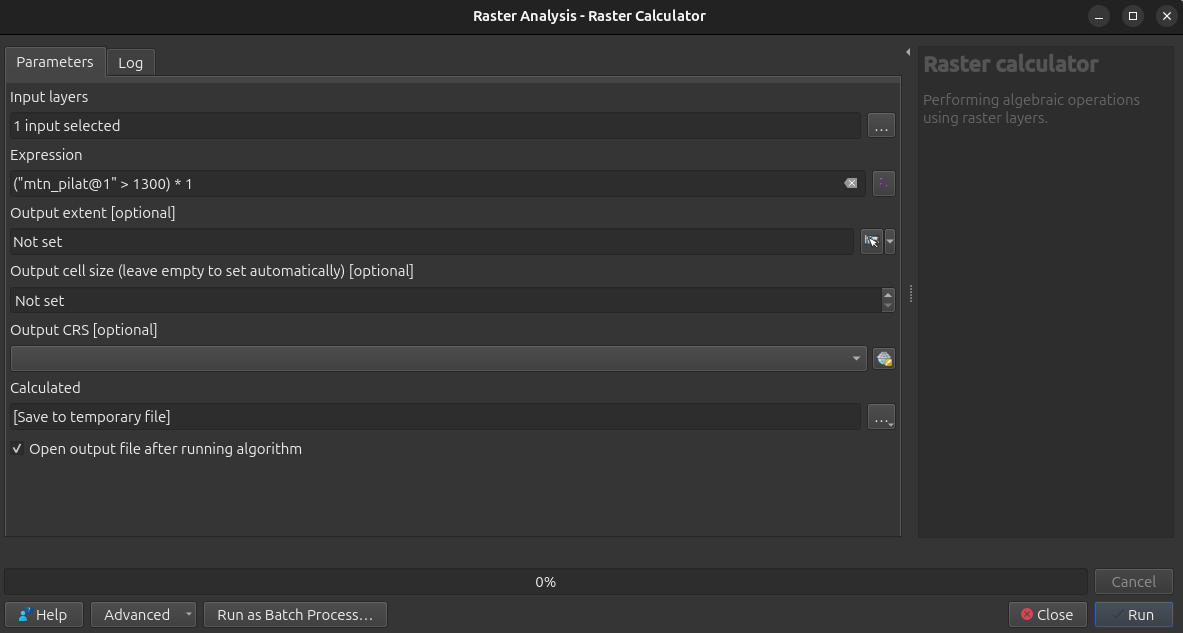 Raster Analysis - Raster Calculator
Parameters
Log
Input layers
1 input selected
...
Expression
("mtn_pilat@1" > 1300) * 1
Output extent [optional]
Not set
Output cell size (leave empty to set automatically) [optional]
Not set
Output CRS [optional]
Calculated
[Save to temporary file]
...
Open output file after running algorithm
Raster calculator
Performing algebraic operations
using raster layers.
0%
Cancel
Help
Advanced
Run as Batch Process…
Close
Run